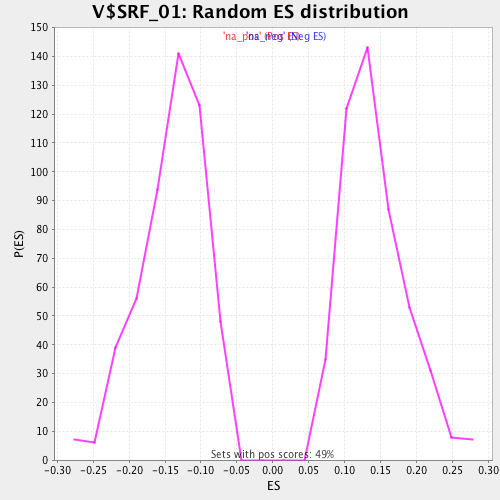 V$SRF_01: Random ES distribution
'na_pos' 'na_neg' (Neg ES)
150
140
130
120
110
100
90
80
70
60
50
40
30
20
10
0
P(ES)
Sets with pos scores: 49%
-0.30 -0.25 -0.20 -0.15 -0.10 -0.05 0.00 0.05 0.10 0.15 0.20 0.25 0.30
ES